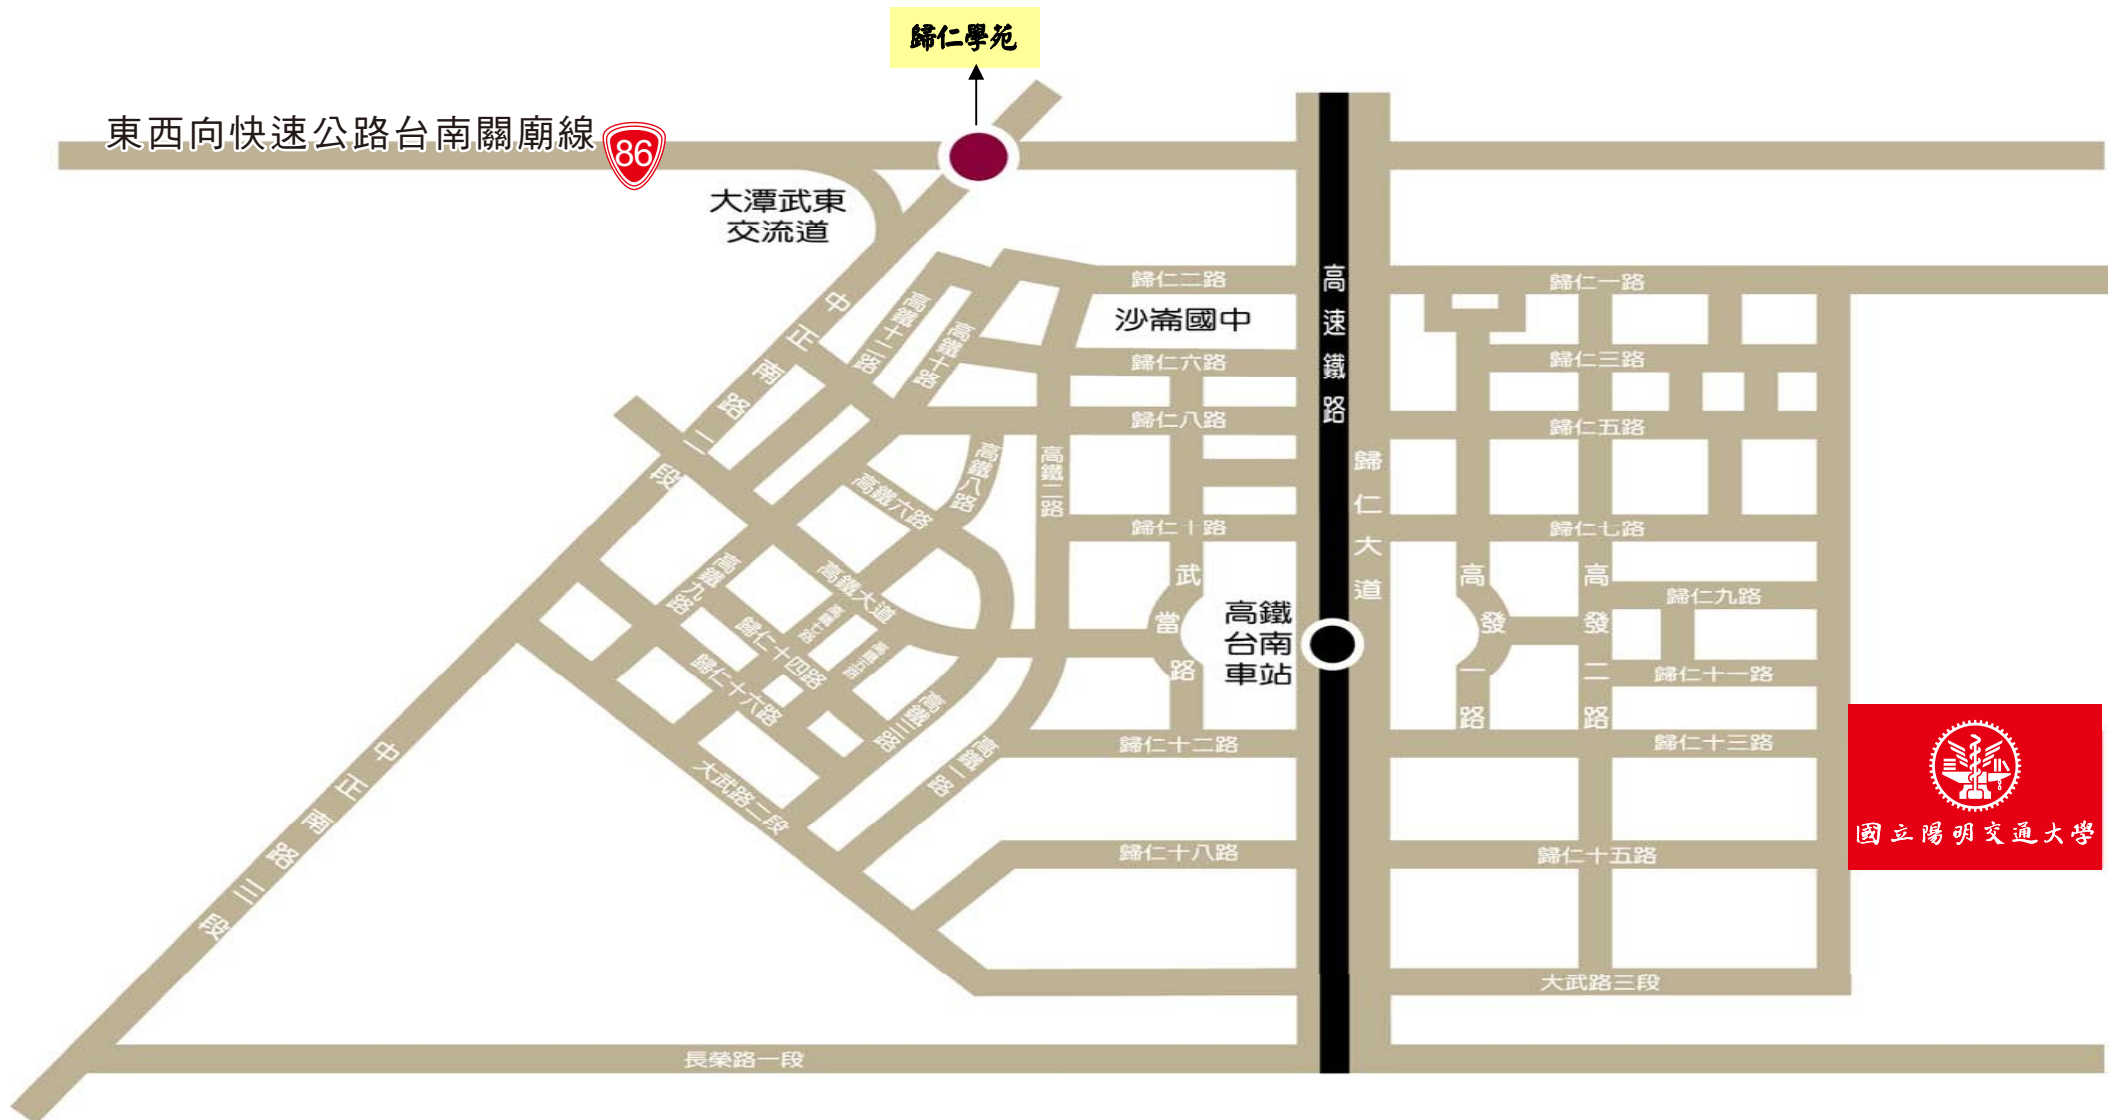 歸仁學苑
東西向快速公路台南關廟線
86
大潭武東
交流道
中正南路二段
高鐵十二路
高鐵十路
歸仁二路
沙崙國中
歸仁六路
歸仁八路
高速鐵路
歸仁一路
歸仁三路
歸仁五路
歸仁大道
高鐵八路
高鐵二路
高鐵六路
歸仁十路
歸仁七路
高鐵九路
高鐵大道
高鐵七路
高鐵五路
武當路
高鐵
台南
車站
高發一路
高發二路
歸仁九路
歸仁十四路
歸仁十六路
歸仁十一路
高鐵三路
高鐵一路
歸仁十二路
歸仁十三路
中正南路三段
大武路二段
國立陽明交通大學
歸仁十八路
歸仁十五路
大武路三段
長榮路一段